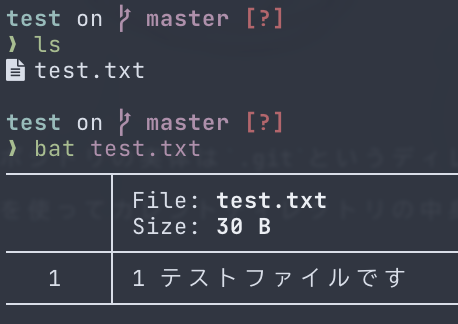 test on master [?]
❯ ls
test.txt
test on master [?]
❯ bat test.txt
File: test.txt
Size: 30 B
1 1 テストファイルです